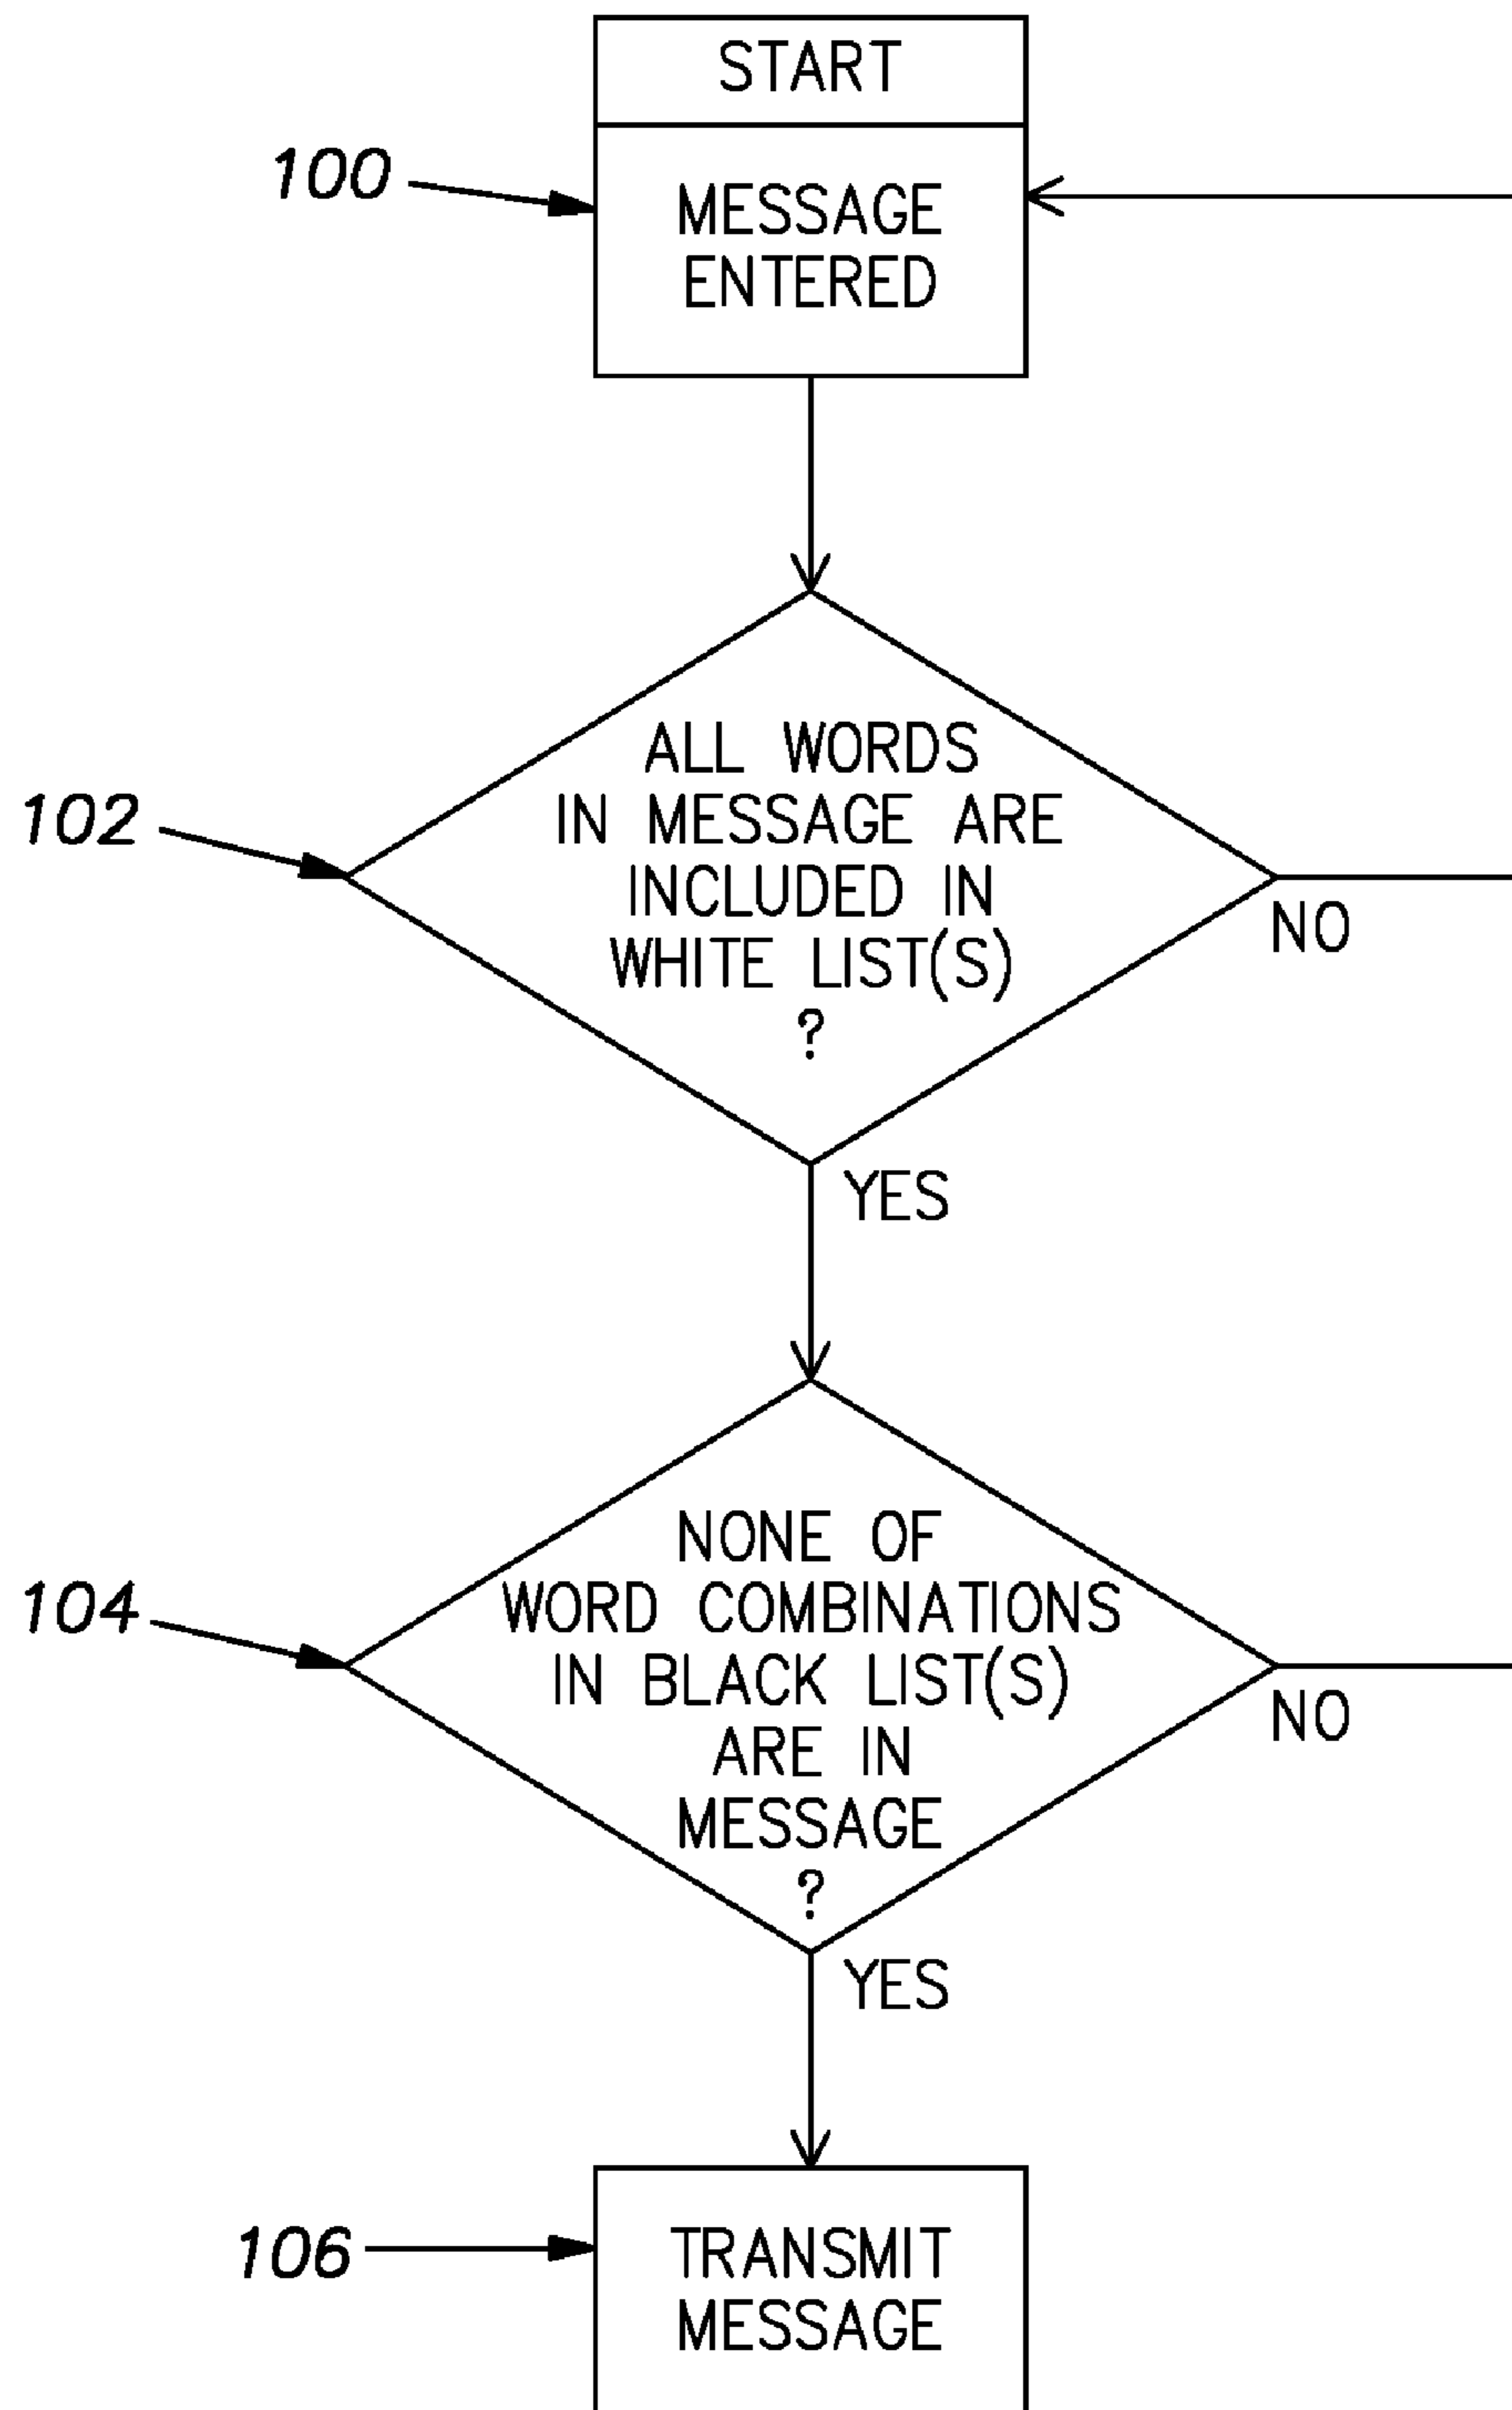 START
100
MESSAGE
ENTERED
102
ALL WORDS
IN MESSAGE ARE
INCLUDED IN
WHITE LIST(S)
?
NO
YES
104
NONE OF
WORD COMBINATIONS
IN BLACK LIST(S)
ARE IN
MESSAGE
?
NO
YES
106
TRANSMIT
MESSAGE